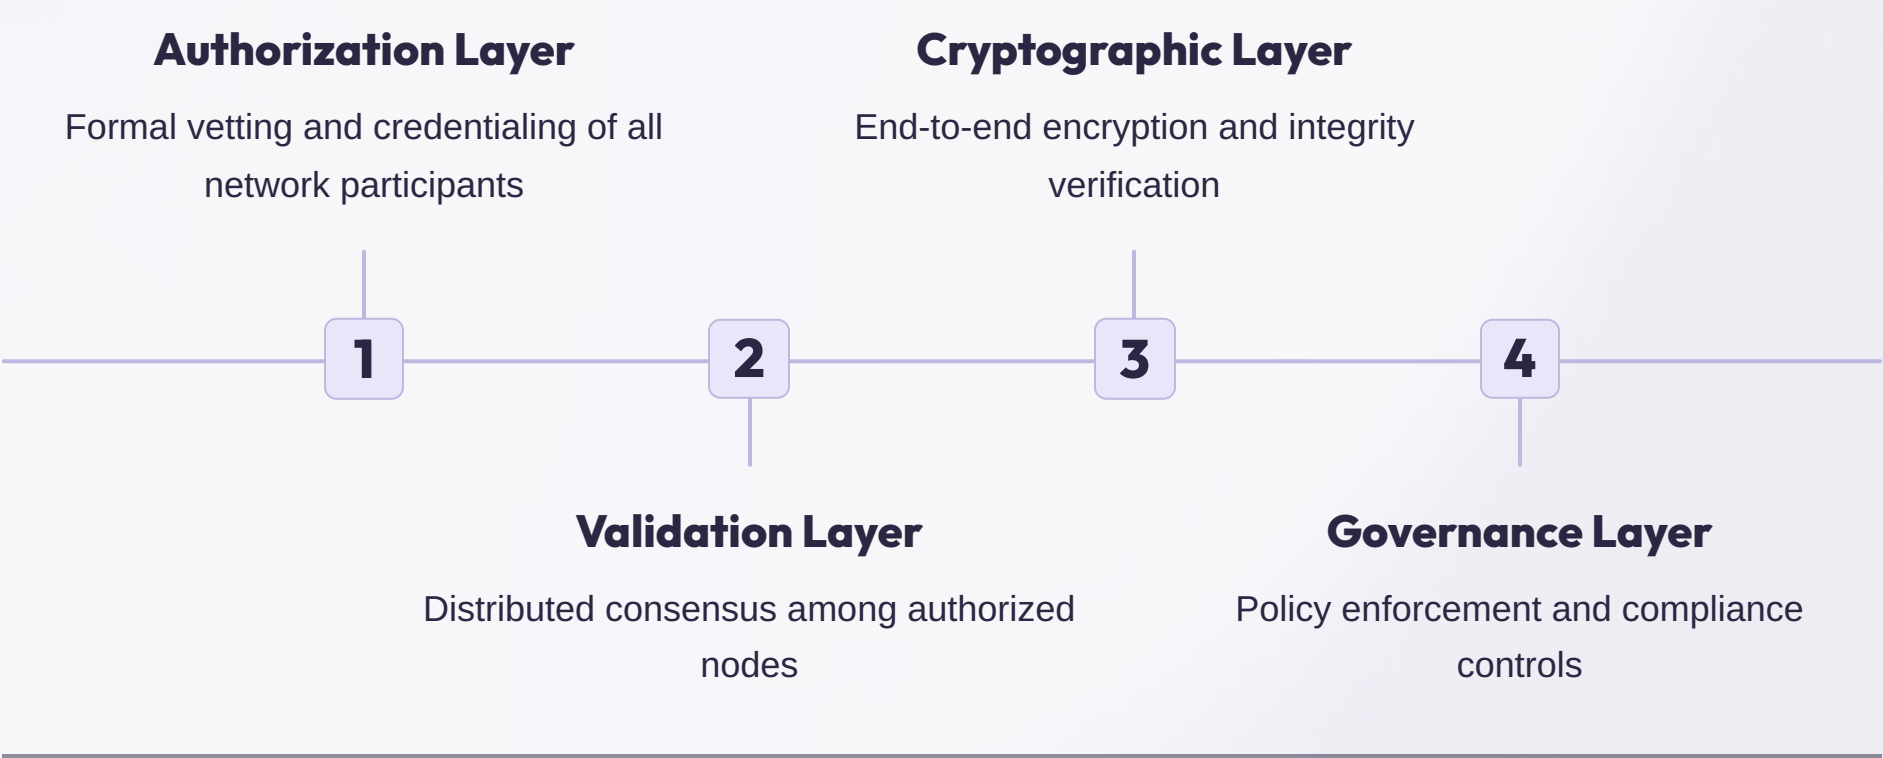 Authorization Layer
Formal vetting and credentialing of all
network participants
1
2
Validation Layer
Distributed consensus among authorized
nodes
Cryptographic Layer
End-to-end encryption and integrity
verification
3
4
Governance Layer
Policy enforcement and compliance
controls